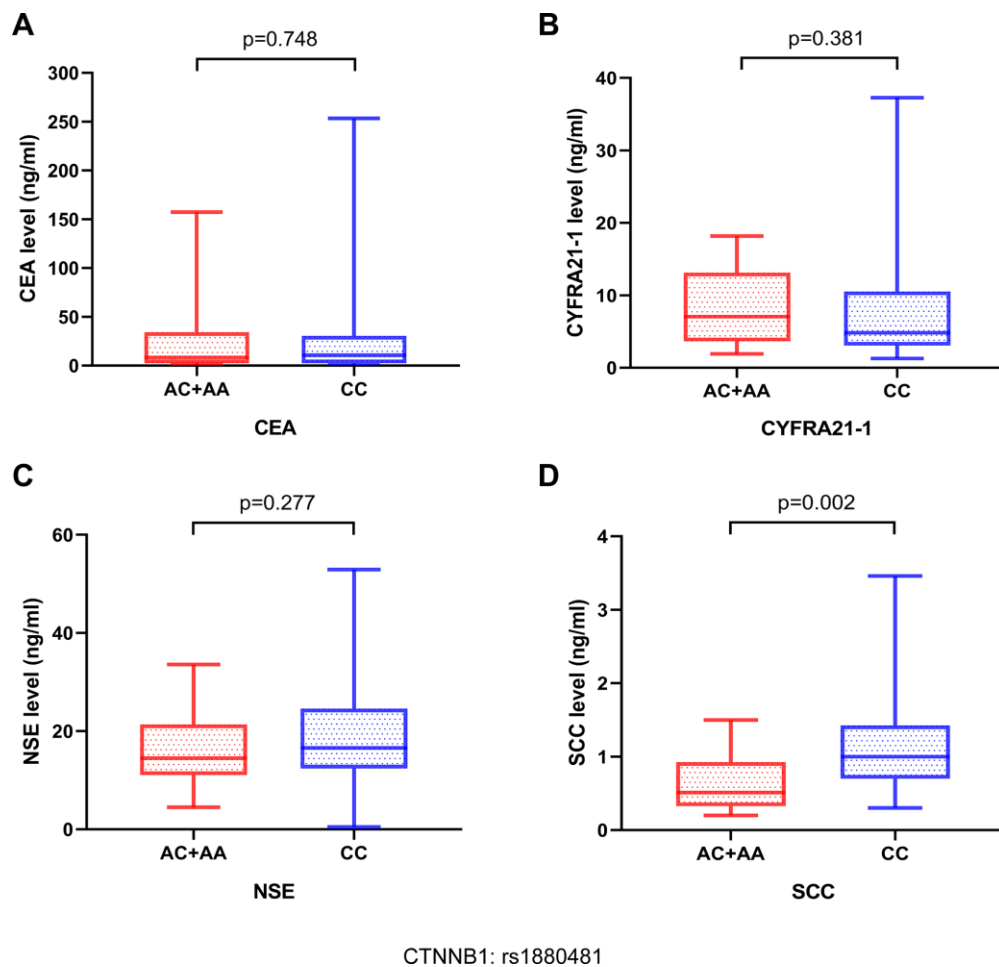 A
p=0.748
CEA level (ng/ml)
300
250
200
150
100
50
0
AC+AA CC
CEA
B
p=0.381
CYFRA21-1 level (ng/ml)
40
30
20
10
0
AC+AA CC
CYFRA21-1
C
p=0.277
NSE level (ng/ml)
60
40
20
0
AC+AA CC
NSE
D
p=0.002
SCC level (ng/ml)
4
3
2
1
0
AC+AA CC
SCC
CTNNB1: rs1880481